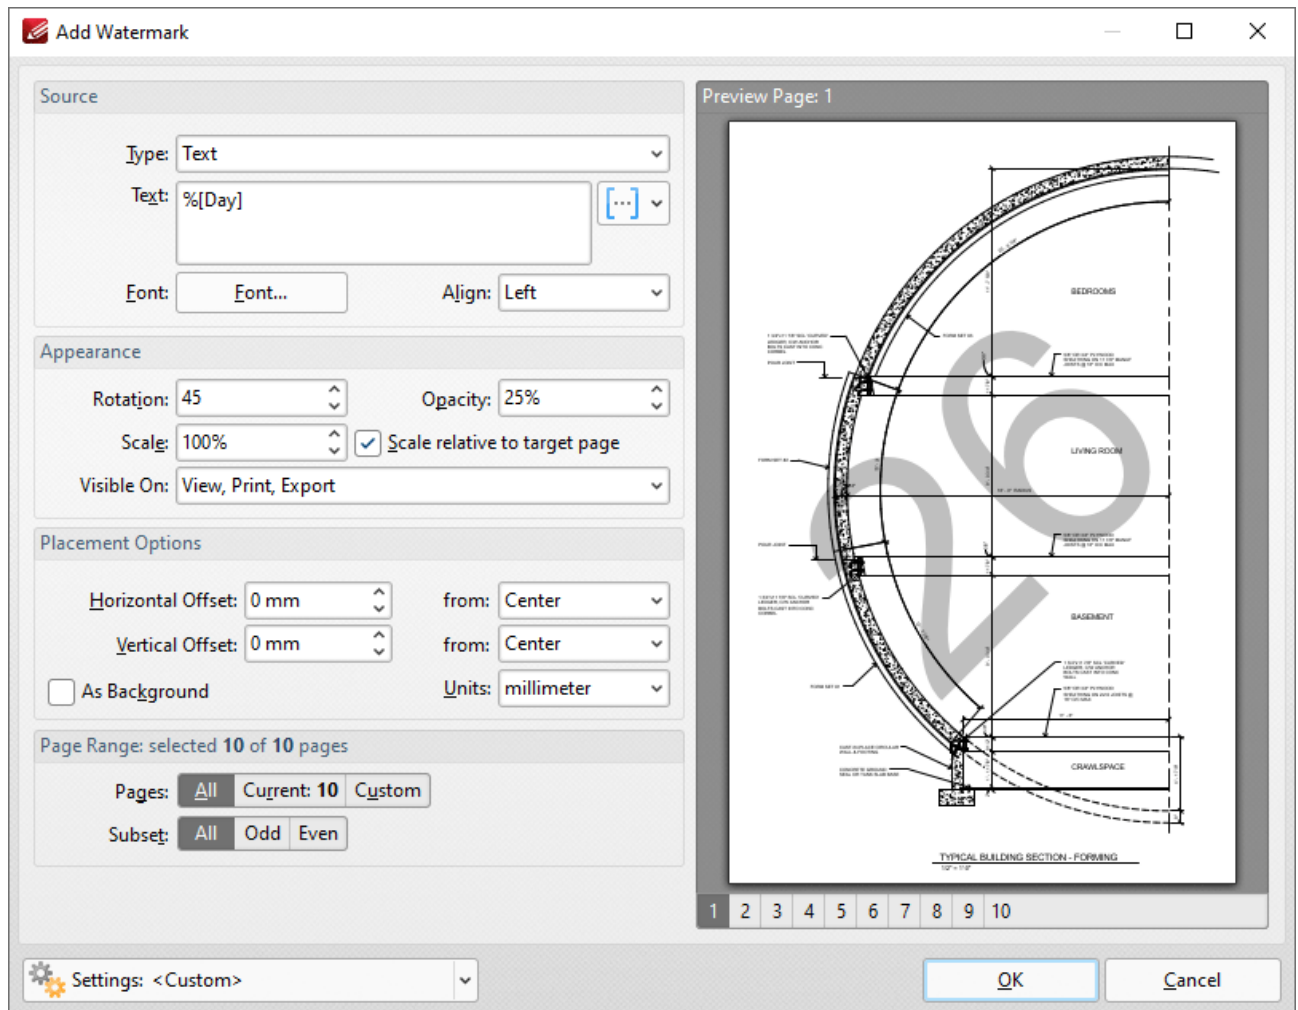 Add Watermark
Source
Type: Text
Text: %[Day]
Font: Font... Align: Left
Appearance
Rotation: 45 Opacity: 25%
Scale: 100% Scale relative to target page
Visible On: View, Print, Export
Placement Options
Horizontal Offset: 0 mm from: Center
Vertical Offset: 0 mm from: Center
As Background Units: millimeter
Page Range: selected 10 of 10 pages
Pages: All Current: 10 Custom
Subset: All Odd Even
Preview Page: 1
BEDROOMS
LIVING ROOM
26
BASEMENT
CRAWLSPACE
TYPICAL BUILDING SECTION - FORMING
1 2 3 4 5 6 7 8 9 10
Settings: <Custom>
OK Cancel